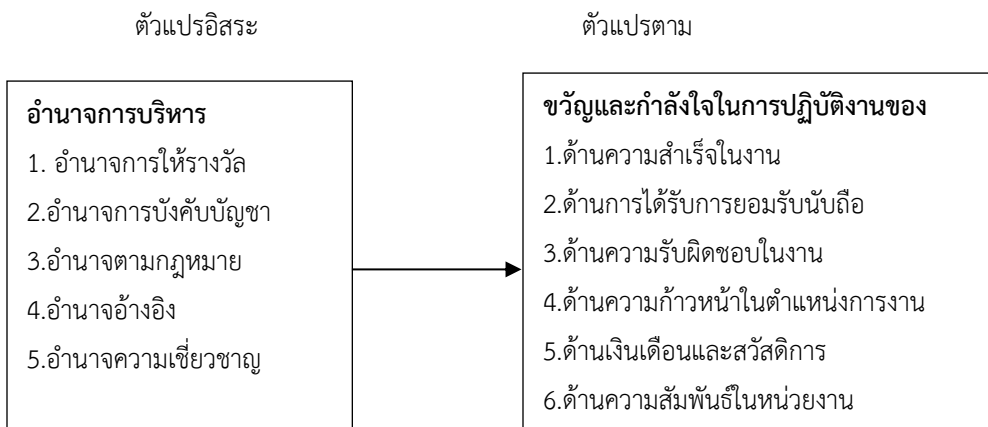 ตัวแปรอิสระ
ตัวแปรตาม
อำนาจการบริหาร
1. อำนาจการให้รางวัล
2.อำนาจการบังคับบัญชา
3.อำนาจตามกฎหมาย
4.อำนาจอ้างอิง
5.อำนาจความเชี่ยวชาญ
ขวัญและกำลังใจในการปฏิบัติงานของ
1.ด้านความสำเร็จในงาน
2.ด้านการได้รับการยอมรับนับถือ
3.ด้านความรับผิดชอบในงาน
4.ด้านความก้าวหน้าในตำแหน่งการงาน
5.ด้านเงินเดือนและสวัสดิการ
6.ด้านความสัมพันธ์ในหน่วยงาน